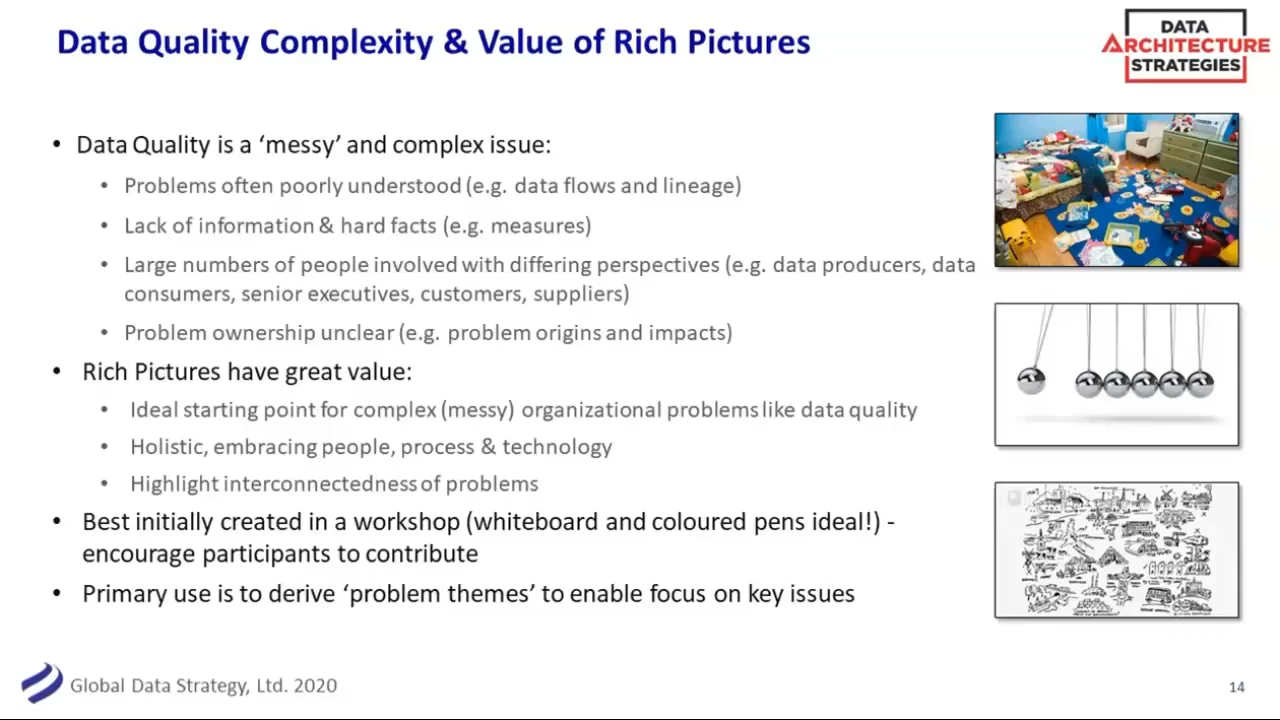 Data Quality Complexity & Value of Rich Pictures
DATA
ARCHITECTURE
STRATEGIES
• Data Quality is a ‘messy’ and complex issue:
• Problems often poorly understood (e.g. data flows and lineage)
• Lack of information & hard facts (e.g. measures)
• Large numbers of people involved with differing perspectives (e.g. data producers, data
consumers, senior executives, customers, suppliers)
• Problem ownership unclear (e.g. problem origins and impacts)
• Rich Pictures have great value:
• Ideal starting point for complex (messy) organizational problems like data quality
• Holistic, embracing people, process & technology
• Highlight interconnectedness of problems
• Best initially created in a workshop (whiteboard and coloured pens ideal!) -
encourage participants to contribute
• Primary use is to derive ‘problem themes’ to enable focus on key issues
Global Data Strategy, Ltd. 2020
14